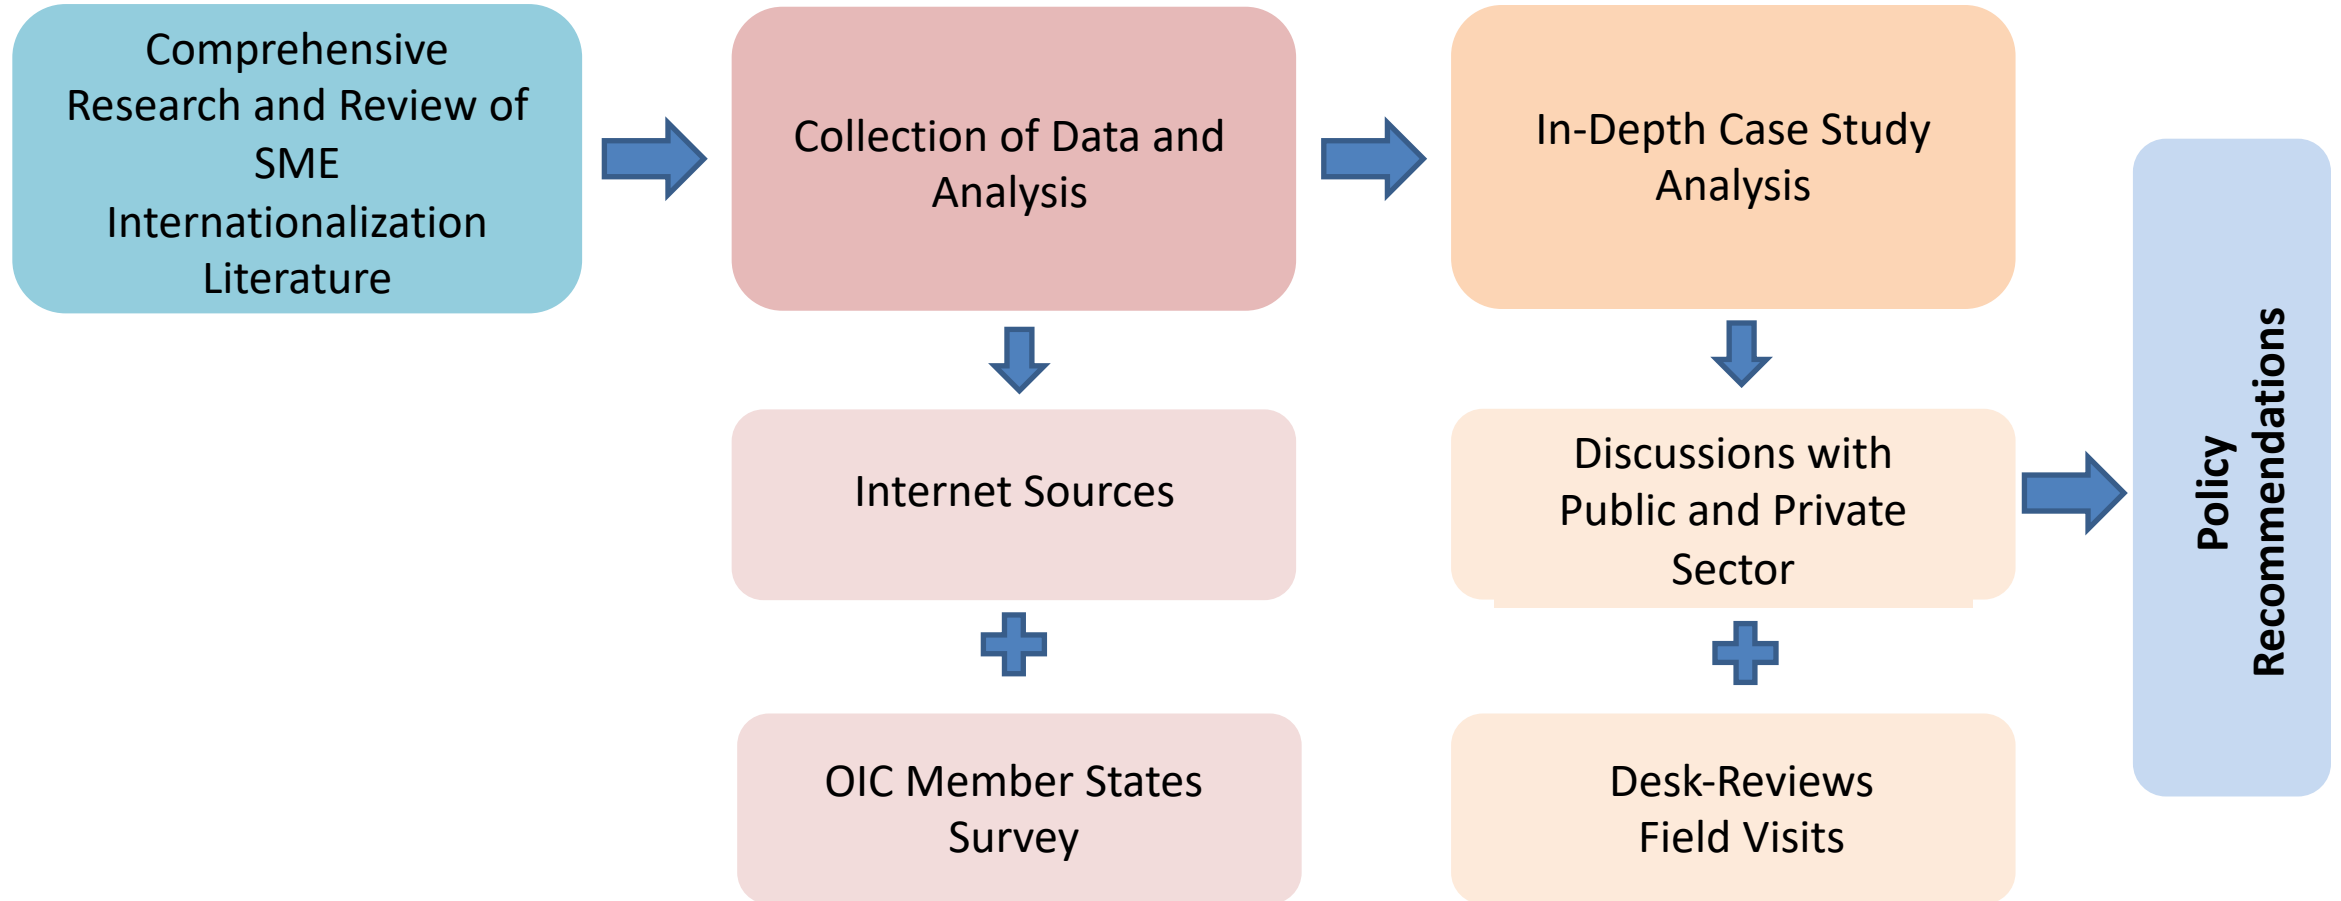 Comprehensive
Research and Review of
SME
Internationalization
Literature
Collection of Data and
Analysis
In-Depth Case Study
Analysis
Internet Sources
Discussions with
Public and Private
Sector
OIC Member States
Survey
Desk-Reviews
Field Visits
Policy
Recommendations